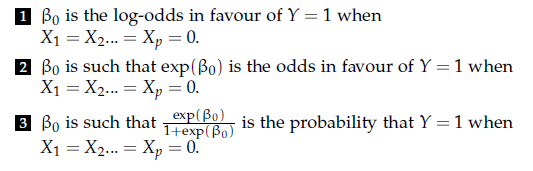 1 β₀ is the log-odds in favour of Y = 1 when
X₁ = X₂... = Xₚ = 0.
2 β₀ is such that exp(β₀) is the odds in favour of Y = 1 when
X₁ = X₂... = Xₚ = 0.
3 β₀ is such that exp(β₀)/1+exp(β₀) is the probability that Y = 1 when
X₁ = X₂... = Xₚ = 0.